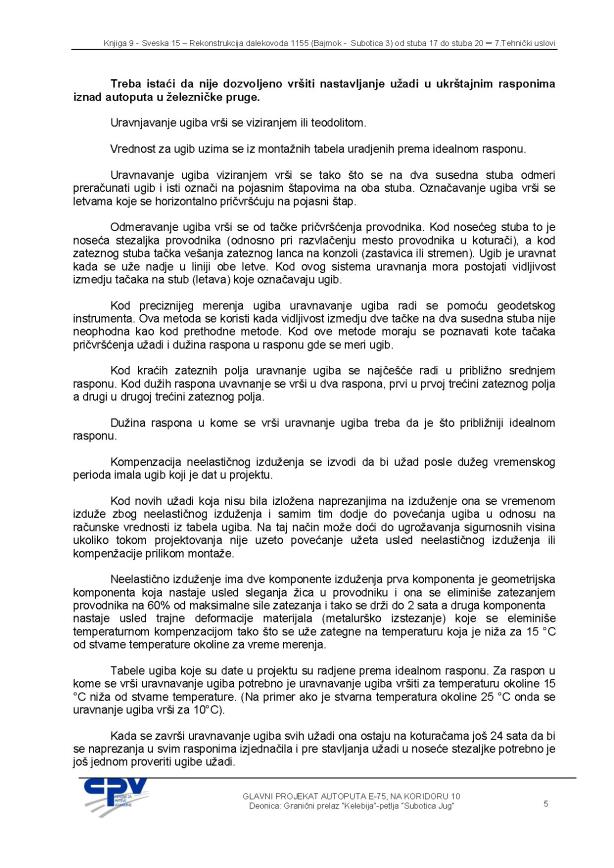 Knjiga 9 - Sveska 15 – Rekonstrukcija dalekovoda 1155 (Bajmok - Subotica 3) od stuba 17 do stuba 20 – 7.Tehnički uslovi
Treba istaći da nije dozvoljeno vršiti nastavljanje užadi u ukrštajnim rasponima
iznad autoputa u železničke pruge.
Uravnjavanje ugiba vrši se viziranjem ili teodolitom.
Vrednost za ugib uzima se iz montažnih tabela uradjenih prema idealnom rasponu.
Uravnavanje ugiba viziranjem vrši se tako što se na dva susedna stuba odmeri
preračunati ugib i isti označi na pojasnim štapovima na oba stuba. Označavanje ugiba vrši se
letvama koje se horizontalno pričvršćuju na pojasni štap.
Odmeravanje ugiba vrši se od tačke pričvršćenja provodnika. Kod nosećeg stuba to je
noseća stezaljka provodnika (odnosno pri razvlačenju mesto provodnika u koturači), a kod
zateznog stuba tačka vešanja zateznog lanca na konzoli (zastavica ili stremen). Ugib je uravnat
kada se uže nadje u liniji obe letve. Kod ovog sistema uravnanja mora postojati vidljivost
izmedju tačaka na stub (letava) koje označavaju ugib.
Kod preciznijeg merenja ugiba uravnavanje ugiba radi se pomoću geodetskog
instrumenta. Ova metoda se koristi kada vidljivost izmedju dve tačke na dva susedna stuba nije
neophodna kao kod prethodne metode. Kod ove metode moraju se poznavati kote tačaka
pričvršćenja užadi i dužina raspona u rasponu gde se meri ugib.
Kod kraćih zateznih polja uravnanje ugiba se najčešće radi u približno srednjem
rasponu. Kod dužih raspona uvavnanje se vrši u dva raspona, prvi u prvoj trećini zateznog polja
a drugi u drugoj trećini zateznog polja.
Dužina raspona u kome se vrši uravnanje ugiba treba da je što približniji idealnom
rasponu.
Kompenzacija neelastičnog izduženja se izvodi da bi užad posle dužeg vremenskog
perioda imala ugib koji je dat u projektu.
Kod novih užadi koja nisu bila izložena naprezanjima na izduženje ona se vremenom
izduže zbog neelastičnog izduženja i samim tim dodje do povećanja ugiba u odnosu na
računske vrednosti iz tabela ugiba. Na taj način može doći do ugrožavanja sigurnosnih visina
ukoliko tokom projektovanja nije uzeto povećanje užeta usled neelastičnog izduženja ili
kompenžacije prilikom montaže.
Neelastično izduženje ima dve komponente izduženja prva komponenta je geometrijska
komponenta koja nastaje usled sleganja žica u provodniku i ona se eliminiše zatezanjem
provodnika na 60% od maksimalne sile zatezanja i tako se drži do 2 sata a druga komponenta
nastaje usled trajne deformacije materijala (metalurško izstezanje) koje se eleminiše
temperaturnom kompenzacijom tako što se uže zategne na temperaturu koja je niža za 15 °C
od stvarne temperature okoline za vreme merenja.
Tabele ugiba koje su date u projektu su radjene prema idealnom rasponu. Za raspon u
kome se vrši uravnavanje ugiba potrebno je uravnavanje ugiba vršiti za temperaturu okoline 15
°C niža od stvarne temperature. (Na primer ako je stvarna temperatura okoline 25 °C onda se
uravnanje ugiba vrši za 10°C).
Kada se završi uravnavanje ugiba svih užadi ona ostaju na koturačama još 24 sata da bi
se naprezanja u svim rasponima izjednačila i pre stavljanja užadi u noseće stezaljke potrebno je
još jednom proveriti ugibe užadi.
CPV
GLAVNI PROJEKAT AUTOPUTA E-75, NA KORIDORU 10
Deonica: Granični prelaz "Kelebija"-petlja "Subotica Jug"
5